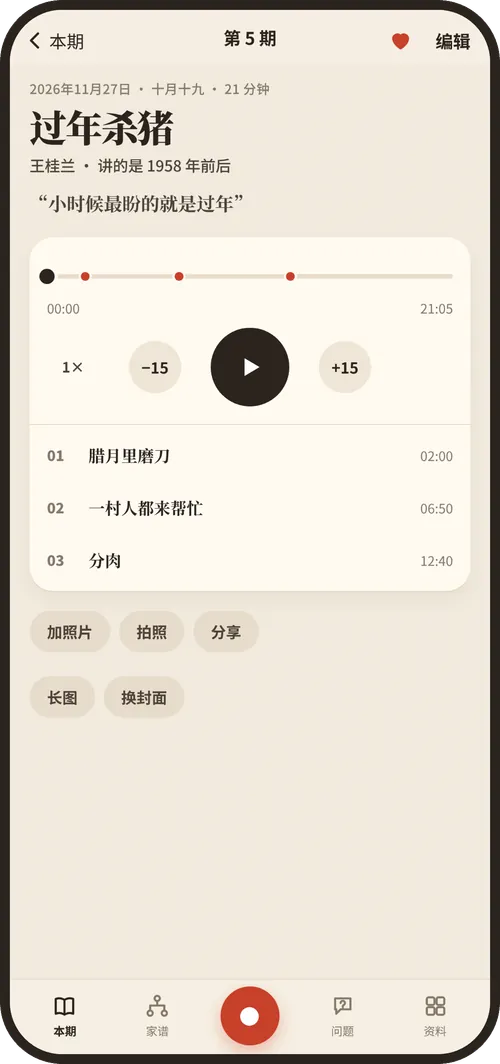 本期 第 5 期 编辑
2026年11月27日 · 十月十九 · 21 分钟
过年杀猪
王桂兰 · 讲的是 1958 年前后
“小时候最盼的就是过年”
00:00 21:05
1× −15 +15
01 腊月里磨刀 02:00
02 一村人都来帮忙 06:50
03 分肉 12:40
加照片 拍照 分享
长图 换封面
本期 家谱 问题 资料